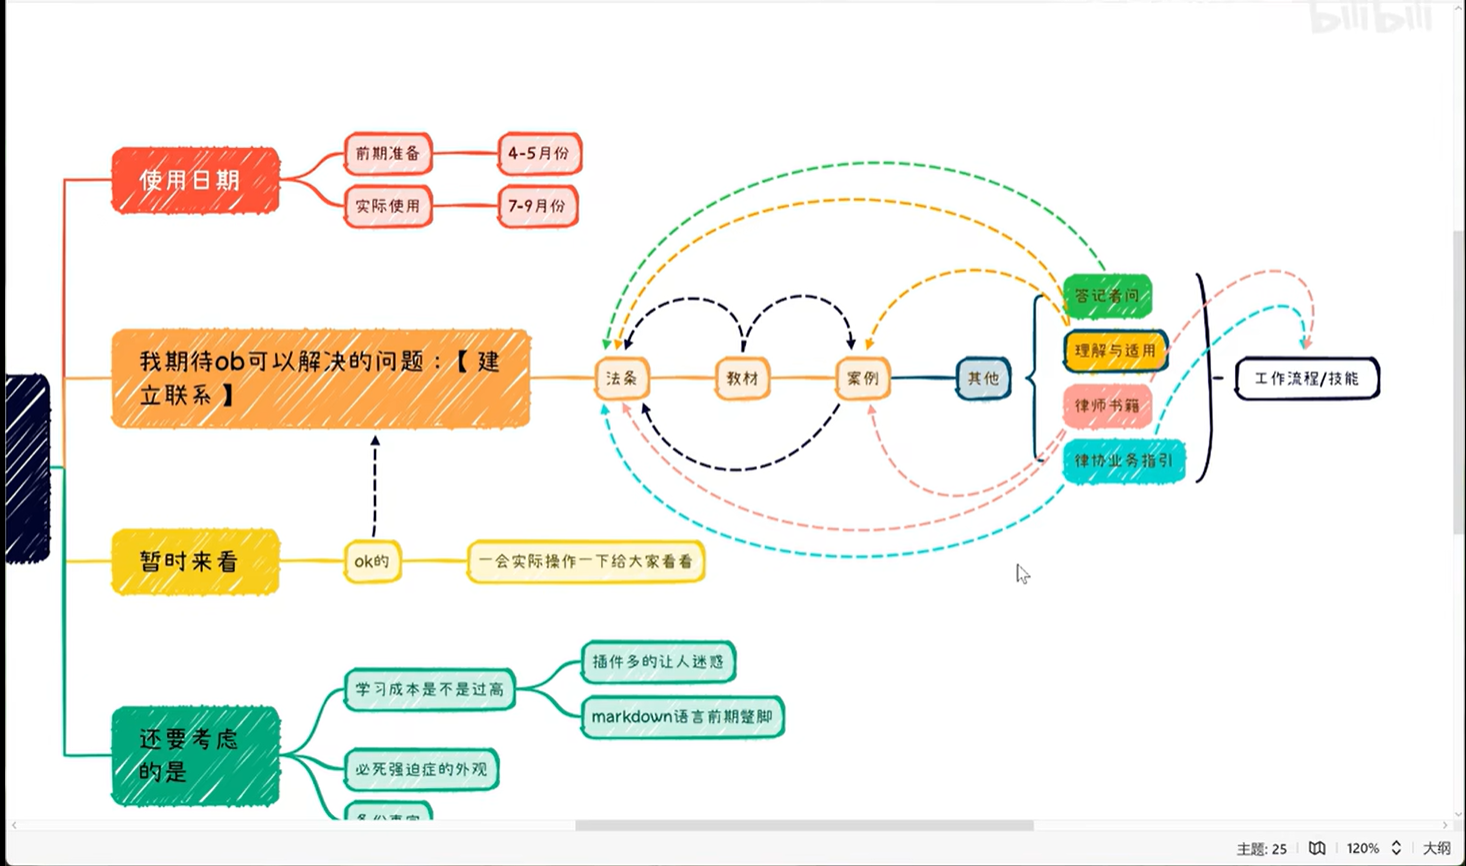 bilibili
使用日期
前期准备
4-5月份
实际使用
7-9月份
我期待ob可以解决的问题：【 建
立联系 】
法条
教材
案例
其他
答记者问
理解与适用
律师书籍
律协业务指引
工作流程/技能
暂时来看
ok的
一会实际操作一下给大家看看
还要考虑
的是
学习成本是不是过高
插件多的让人迷惑
markdown语言前期蹩脚
必死强迫症的外观
主题: 25
120%
大纲